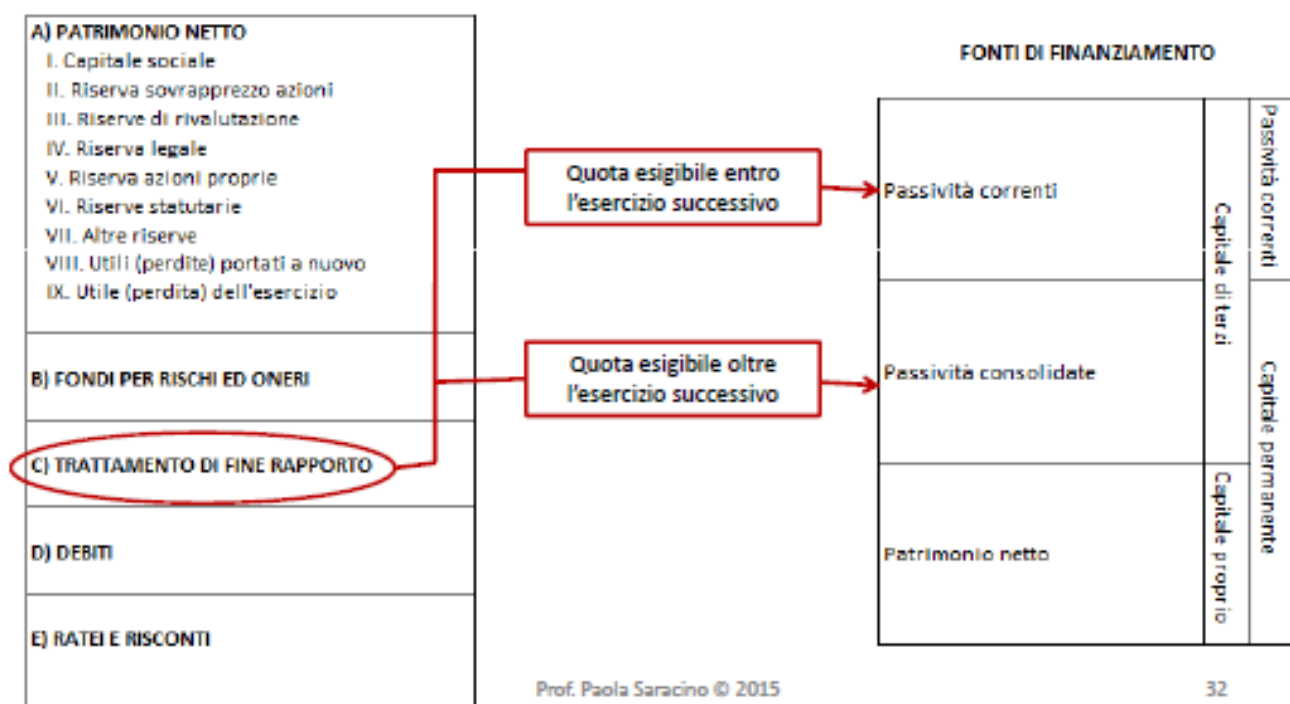 A) PATRIMONIO NETTO
I. Capitale sociale
II. Riserva sovrapprezzo azioni
III. Riserve di rivalutazione
IV. Riserva legale
V. Riserva azioni proprie
VI. Riserve statutarie
VII. Altre riserve
VIII. Utili (perdite) portati a nuovo
IX. Utile (perdita) dell'esercizio
B) FONDI PER RISCHI ED ONERI
C) TRATTAMENTO DI FINE RAPPORTO
D) DEBITI
E) RATEI E RISCONTI
Quota esigibile entro
l'esercizio successivo
Quota esigibile oltre
l'esercizio successivo
FONTI DI FINANZIAMENTO
Passività correnti
Passività consolidate
Patrimonio netto
Capitale di terzi
Capitale proprio
Passività correnti
Capitale permanente
Prof. Paola Saracino © 2015
32